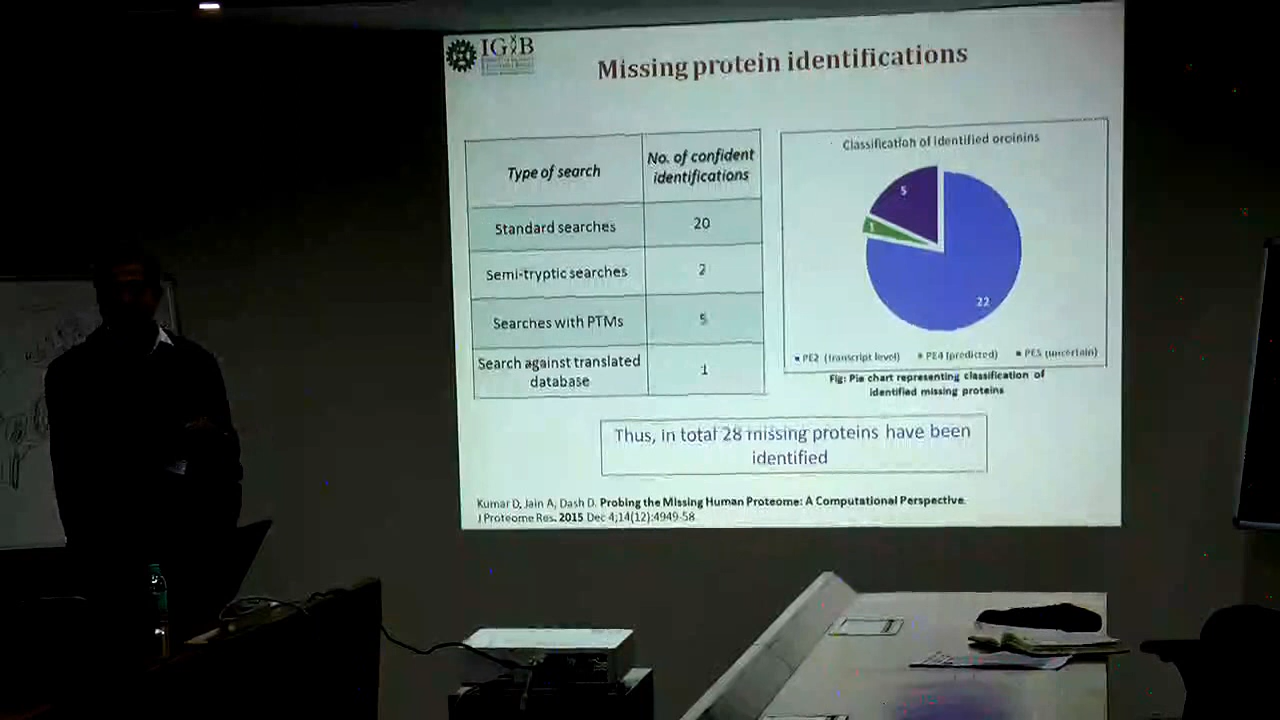 IGIB
Missing protein identifications
Type of search
No. of confident
identifications
Standard searches
20
Semi-tryptic searches
2
Searches with PTMs
5
Search against translated
database
1
Classification of identified proinins
5
1
22
PE2 (transcript level)
PE4 (predicted)
PE5 (uncertain)
Fig: Pie chart representing classification of
identified missing proteins
Thus, in total 28 missing proteins have been
identified
Kumar D, Jain A, Dash D. Probing the Missing Human Proteome: A Computational Perspective.
J Proteome Res. 2015 Dec 4;14(12):4949-58